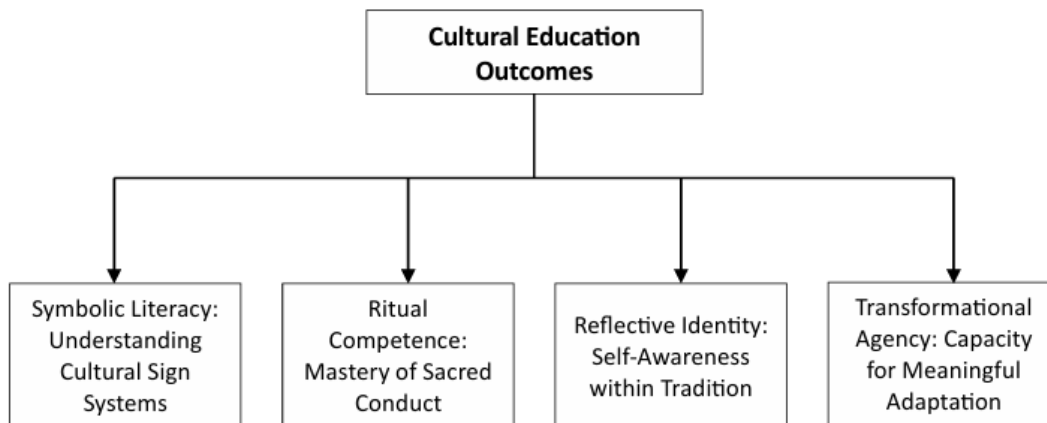 Cultural Education
Outcomes
Symbolic Literacy:
Understanding
Cultural Sign
Systems
Ritual
Competence:
Mastery of Sacred
Conduct
Reflective Identity:
Self-Awareness
within Tradition
Transformational
Agency: Capacity
for Meaningful
Adaptation